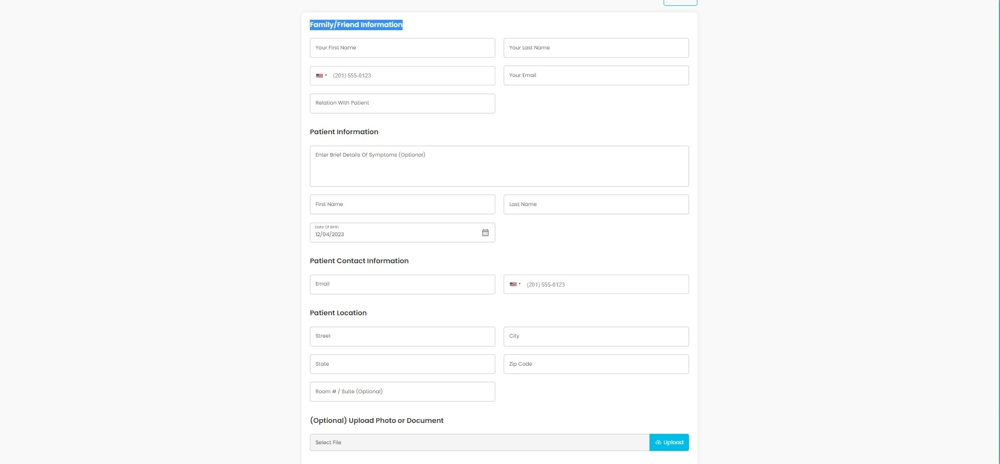 Family/Friend Information
Your First Name
Your Last Name
(201) 555-0123
Your Email
Relation With Patient
Patient Information
Enter Brief Details Of Symptoms (Optional)
First Name
Last Name
Date Of Birth
12/04/2023
Patient Contact Information
Email
(201) 555-0123
Patient Location
Street
City
State
Zip Code
Room # / Suite (Optional)
(Optional) Upload Photo or Document
Select File
Upload